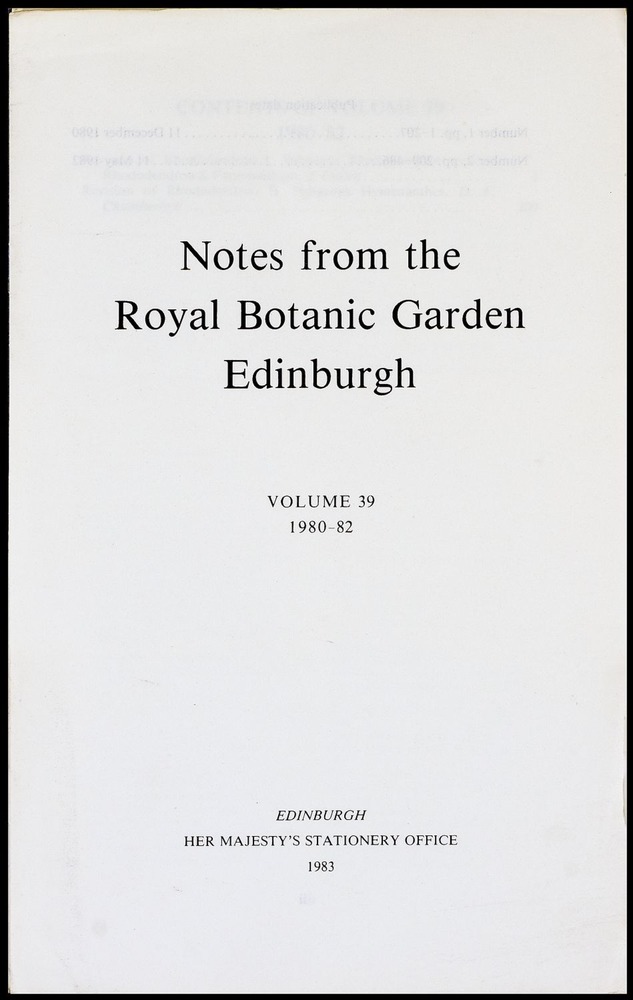 Notes from the
Royal Botanic Garden
Edinburgh
VOLUME 39
1980–82
EDINBURGH
HER MAJESTY'S STATIONERY OFFICE
1983